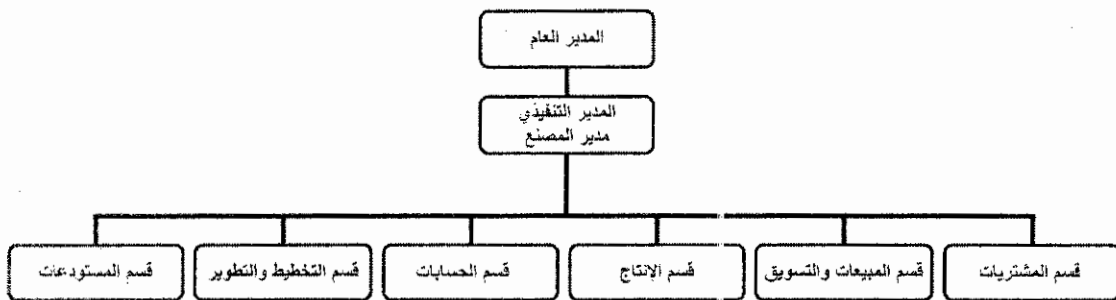 المدير العام
المدير التنفيذي
مدير المصنع
قسم المشتريات
قسم المبيعات والتسويق
قسم الإنتاج
قسم الحسابات
قسم التخطيط والتطوير
قسم المستودعات